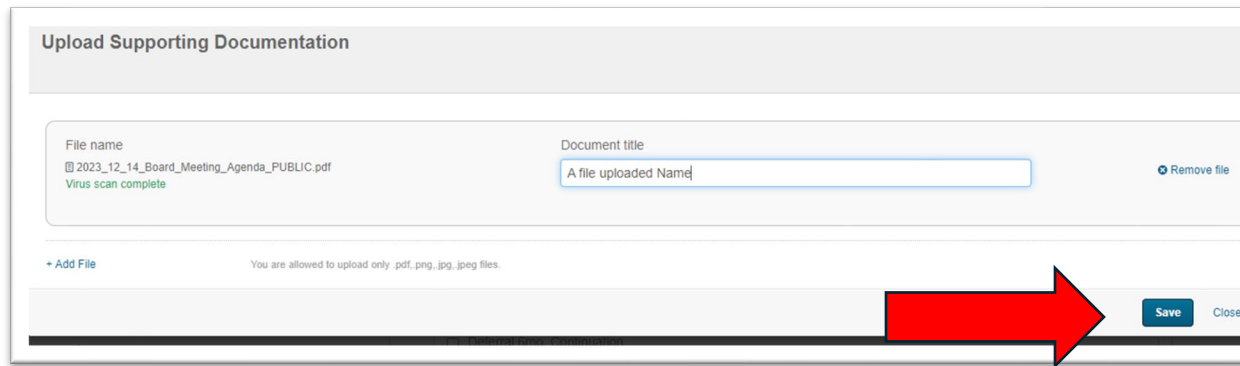 Upload Supporting Documentation
File name
Document title
2023_12_14_Board_Meeting_Agenda_PUBLIC.pdf
A file uploaded Name
Remove file
Virus scan complete
+ Add File
You are allowed to upload only .pdf,.png,.jpg,.jpeg files.
Save
Close
Deferral 6mo. Continuation